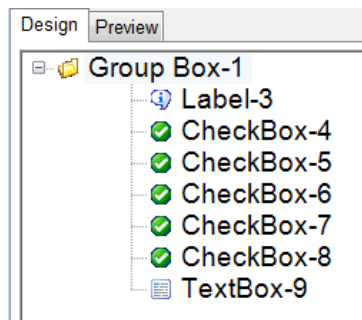 Design Preview
Group Box-1
Label-3
CheckBox-4
CheckBox-5
CheckBox-6
CheckBox-7
CheckBox-8
TextBox-9